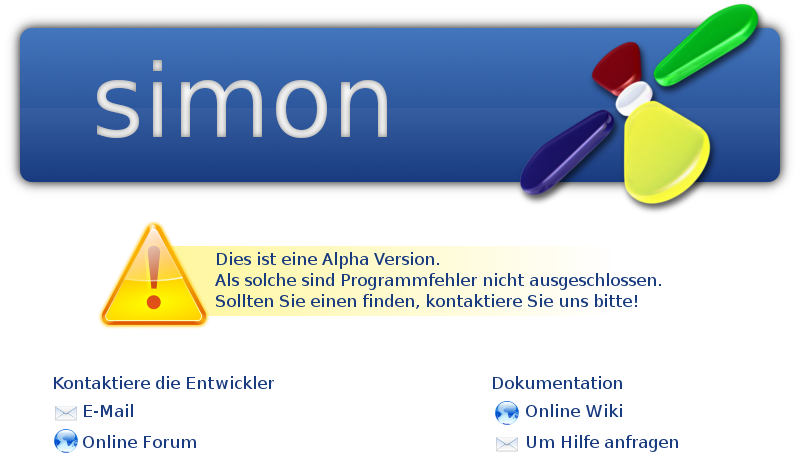 simon
Dies ist eine Alpha Version.
Als solche sind Programmfehler nicht ausgeschlossen.
Sollten Sie einen finden, kontaktiere Sie uns bitte!
Kontaktiere die Entwickler
E-Mail
Online Forum
Dokumentation
Online Wiki
Um Hilfe anfragen